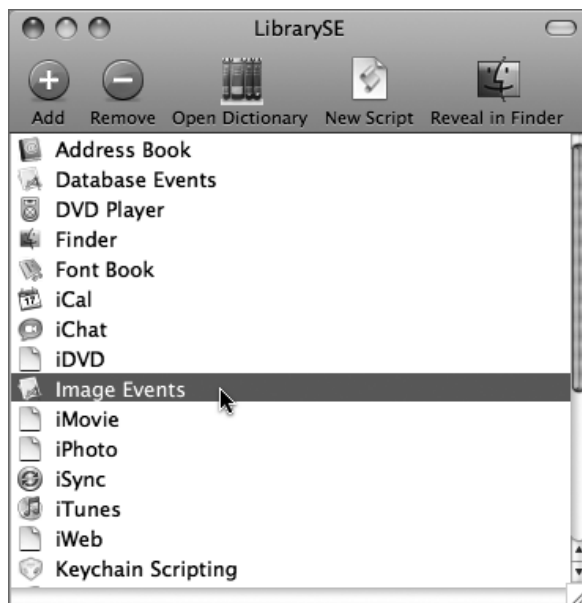 LibrarySE
Add Remove Open Dictionary New Script Reveal in Finder
Address Book
Database Events
DVD Player
Finder
Font Book
17 iCal
iChat
iDVD
Image Events
iMovie
iPhoto
iSync
iTunes
iWeb
Keychain Scripting